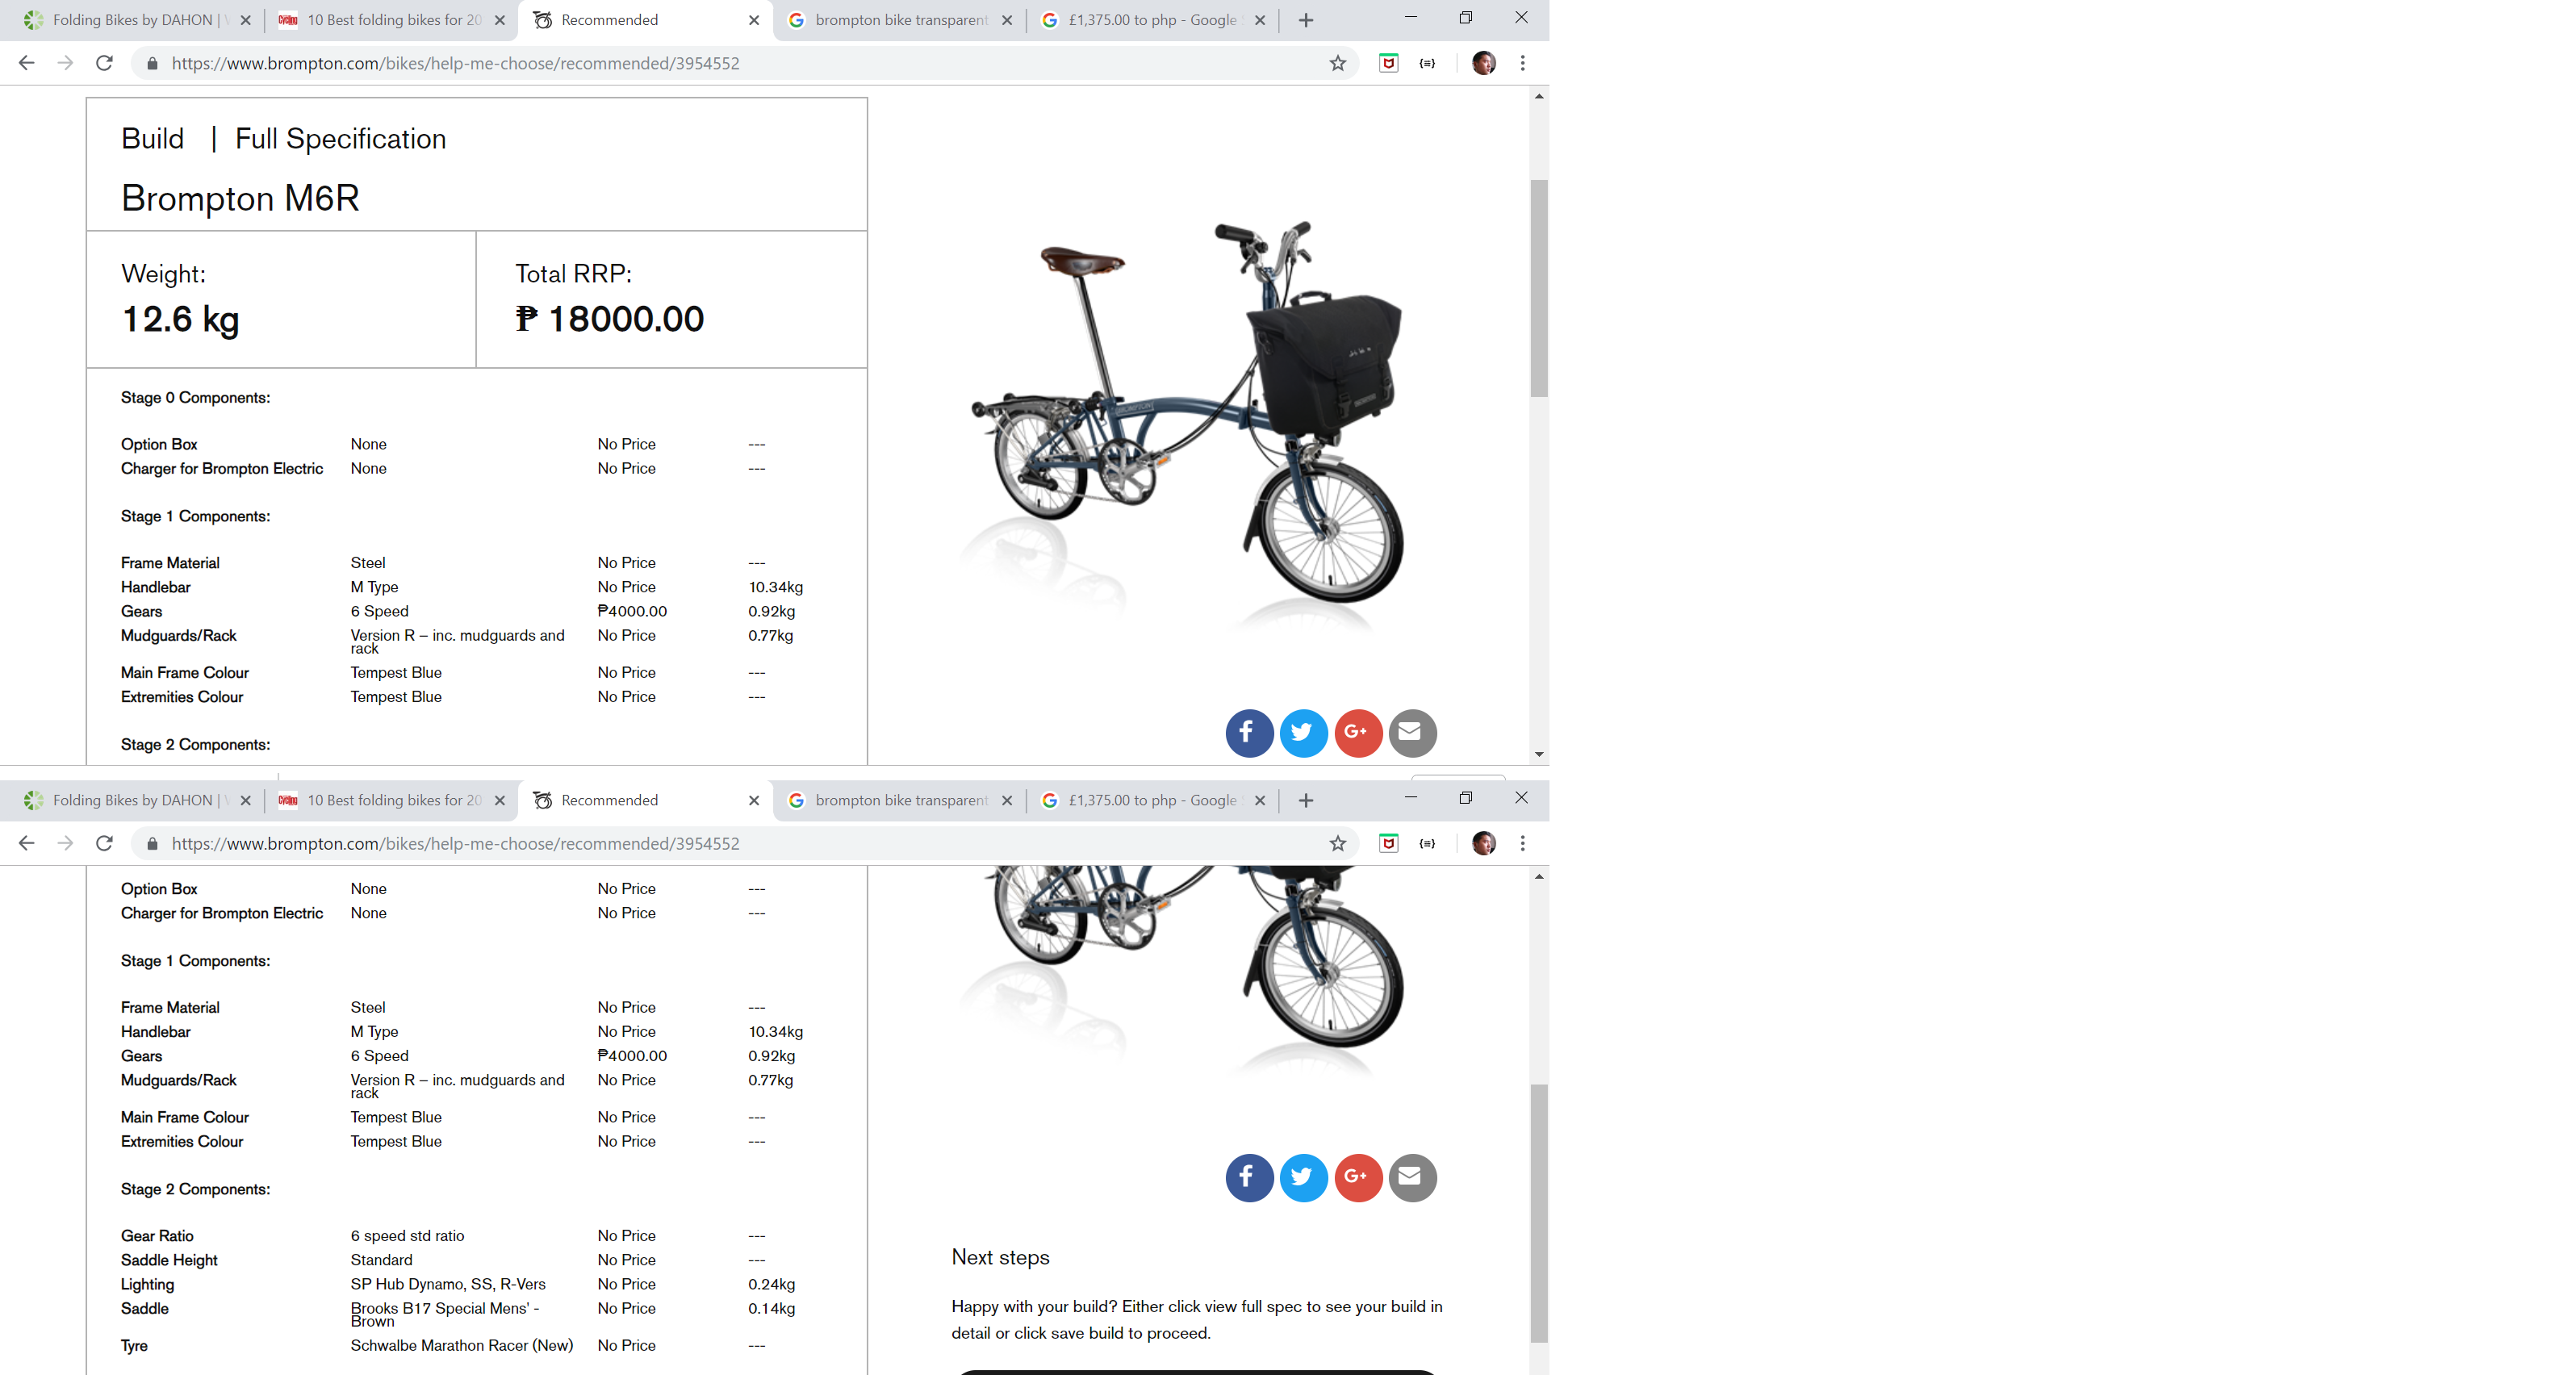 Folding Bikes by DAHON |
10 Best folding bikes for 20
Recommended
brompton bike transparent
£1,375.00 to php - Google
https://www.brompton.com/bikes/help-me-choose/recommended/3954552
Build | Full Specification
Brompton M6R
Weight:
12.6 kg
Total RRP:
₱ 18000.00
Stage 0 Components:
Option Box None No Price ---
Charger for Brompton Electric None No Price ---
Stage 1 Components:
Frame Material Steel No Price ---
Handlebar M Type No Price 10.34kg
Gears 6 Speed ₱4000.00 0.92kg
Mudguards/Rack Version R – inc. mudguards and No Price 0.77kg
rack
Main Frame Colour Tempest Blue No Price ---
Extremities Colour Tempest Blue No Price ---
Stage 2 Components:
Folding Bikes by DAHON |
10 Best folding bikes for 20
Recommended
brompton bike transparent
£1,375.00 to php - Google
https://www.brompton.com/bikes/help-me-choose/recommended/3954552
Option Box None No Price ---
Charger for Brompton Electric None No Price ---
Stage 1 Components:
Frame Material Steel No Price ---
Handlebar M Type No Price 10.34kg
Gears 6 Speed ₱4000.00 0.92kg
Mudguards/Rack Version R – inc. mudguards and No Price 0.77kg
rack
Main Frame Colour Tempest Blue No Price ---
Extremities Colour Tempest Blue No Price ---
Stage 2 Components:
Gear Ratio 6 speed std ratio No Price ---
Saddle Height Standard No Price ---
Lighting SP Hub Dynamo, SS, R-Vers No Price 0.24kg
Saddle Brooks B17 Special Mens' - No Price 0.14kg
Brown
Tyre Schwalbe Marathon Racer (New) No Price ---
Next steps
Happy with your build? Either click view full spec to see your build in
detail or click save build to proceed.